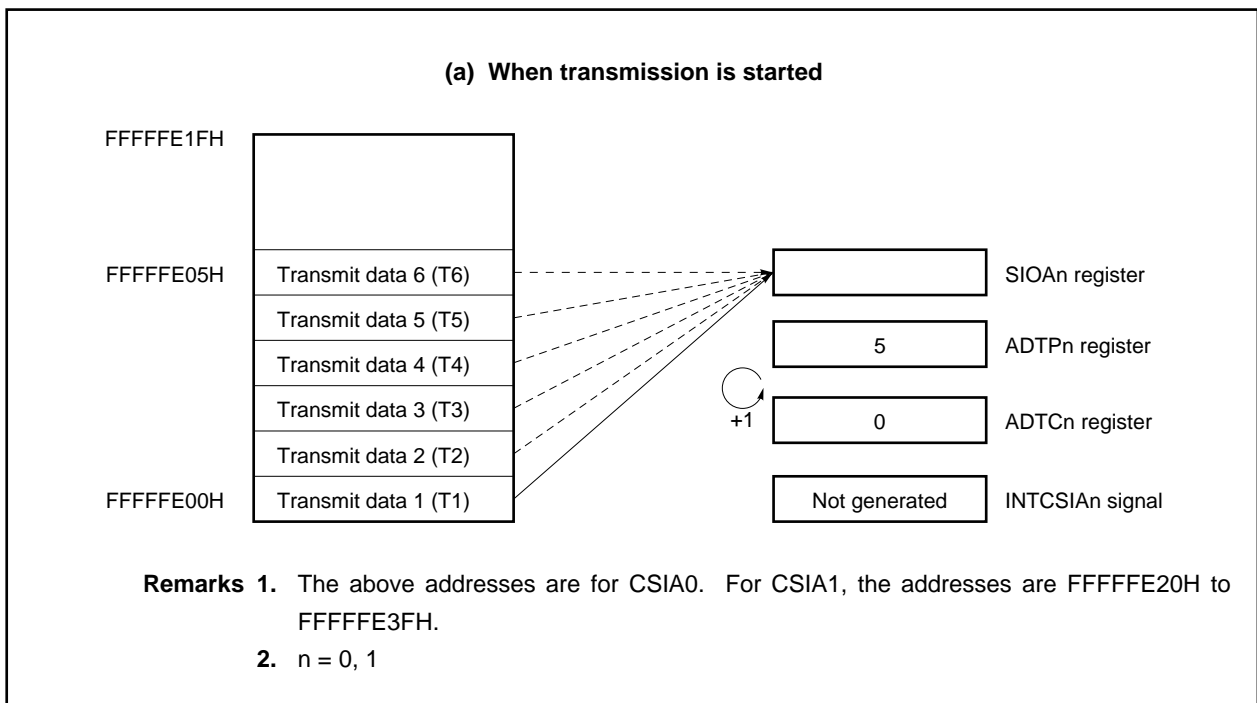 (a) When transmission is started
FFFFFE1FH
FFFFFE05H
Transmit data 6 (T6)
SIOAn register
Transmit data 5 (T5)
5
ADTPn register
Transmit data 4 (T4)
Transmit data 3 (T3)
+1
0
ADTCn register
Transmit data 2 (T2)
FFFFFE00H
Transmit data 1 (T1)
Not generated
INTCSIAn signal
Remarks 1. The above addresses are for CSIA0. For CSIA1, the addresses are FFFFFE20H to
FFFFFE3FH.
2. n = 0, 1